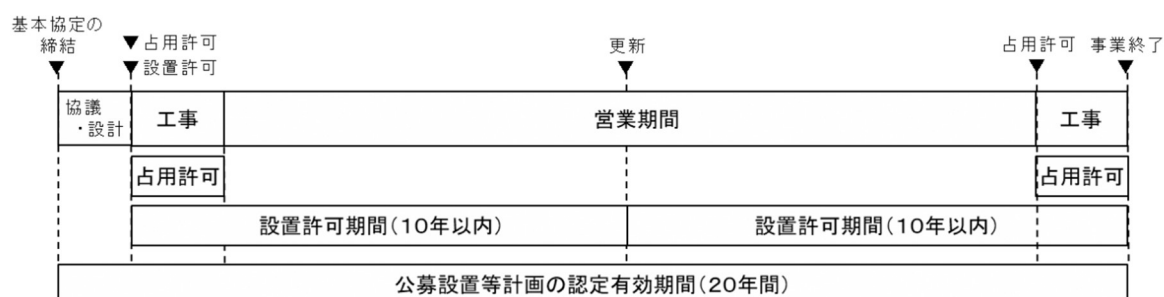 基本協定の
締結
▼占用許可
▼設置許可
更新
占用許可
事業終了
協議
・設計
工事
営業期間
工事
占用許可
占用許可
設置許可期間(10年以内)
設置許可期間(10年以内)
公募設置等計画の認定有効期間(20年間)